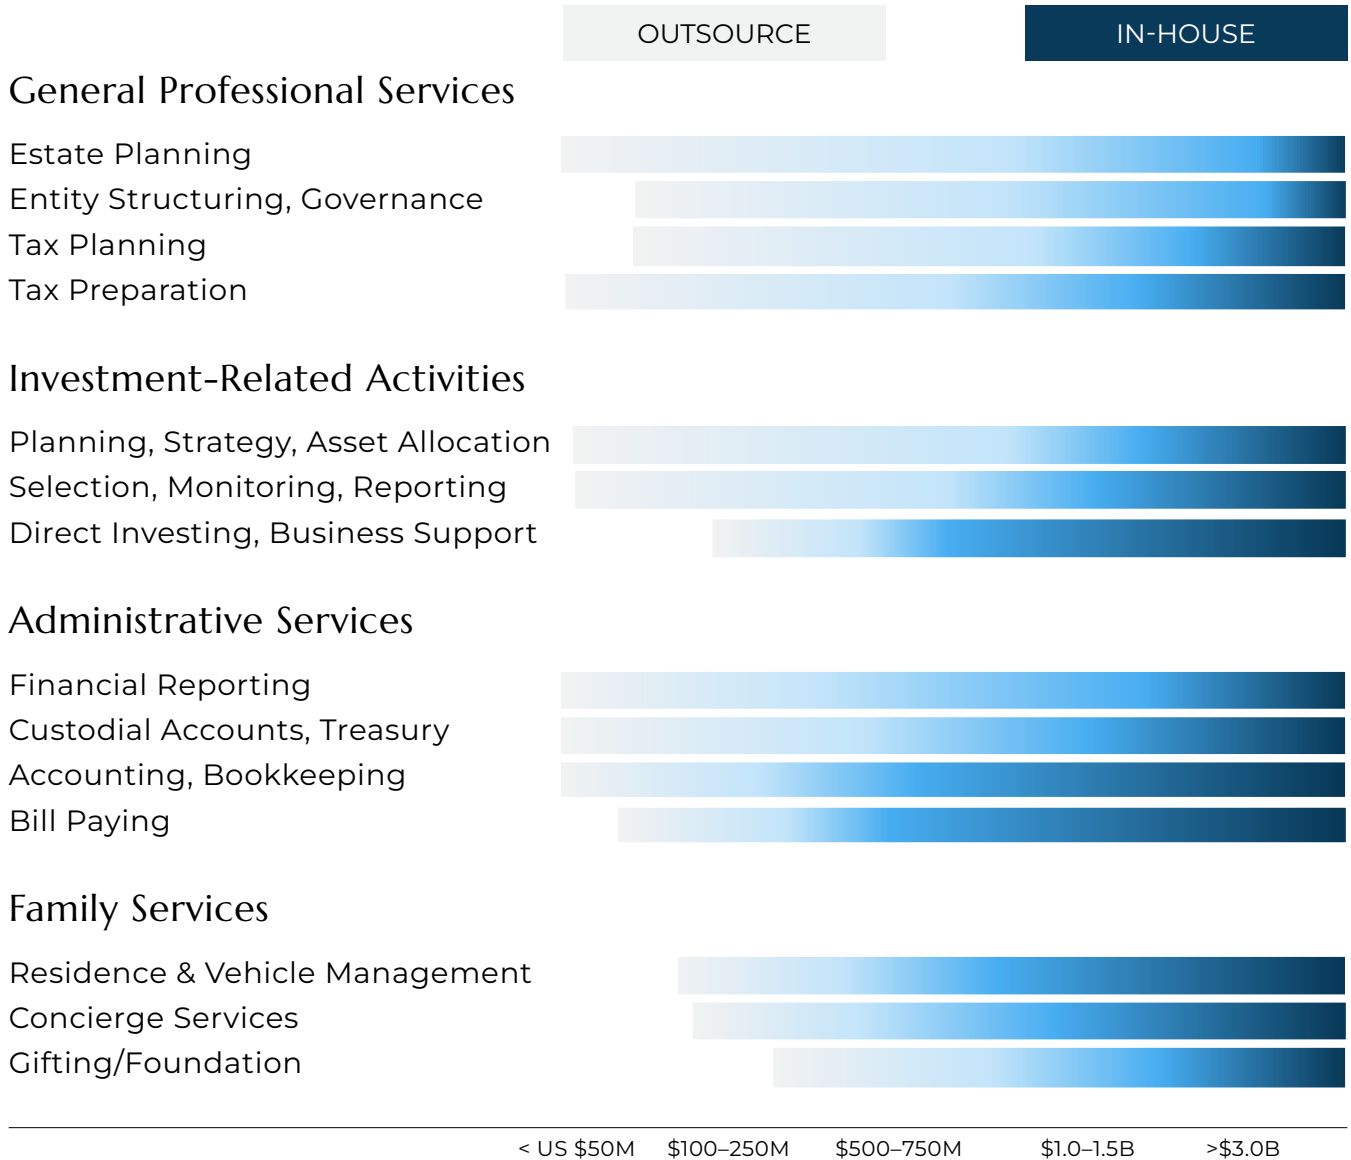 OUTSOURCE IN-HOUSE
General Professional Services
Estate Planning
Entity Structuring, Governance
Tax Planning
Tax Preparation
Investment-Related Activities
Planning, Strategy, Asset Allocation
Selection, Monitoring, Reporting
Direct Investing, Business Support
Administrative Services
Financial Reporting
Custodial Accounts, Treasury
Accounting, Bookkeeping
Bill Paying
Family Services
Residence & Vehicle Management
Concierge Services
Gifting/Foundation
< US $50M $100–250M $500–750M $1.0–1.5B >$3.0B